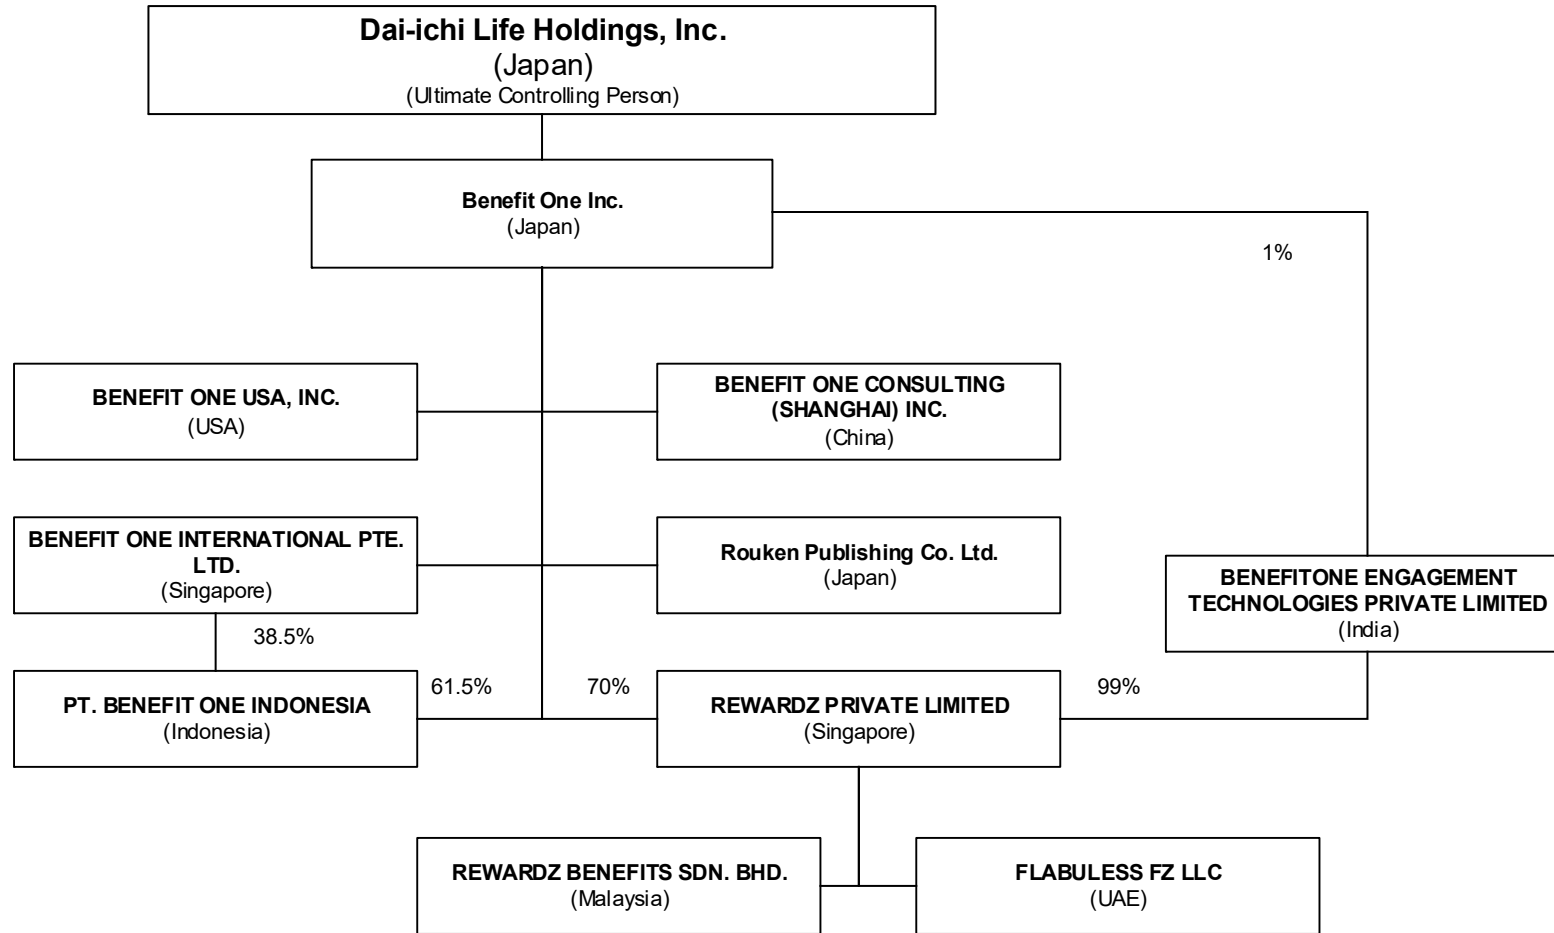 Dai-ichi Life Holdings, Inc.
(Japan)
(Ultimate Controlling Person)
Benefit One Inc.
(Japan)
1%
BENEFIT ONE USA, INC.
(USA)
BENEFIT ONE CONSULTING
(SHANGHAI) INC.
(China)
BENEFIT ONE INTERNATIONAL PTE.
LTD.
(Singapore)
Rouken Publishing Co. Ltd.
(Japan)
BENEFITONE ENGAGEMENT
TECHNOLOGIES PRIVATE LIMITED
(India)
38.5%
PT. BENEFIT ONE INDONESIA
(Indonesia)
61.5%
70%
REWARDZ PRIVATE LIMITED
(Singapore)
99%
REWARDZ BENEFITS SDN. BHD.
(Malaysia)
FLABULESS FZ LLC
(UAE)